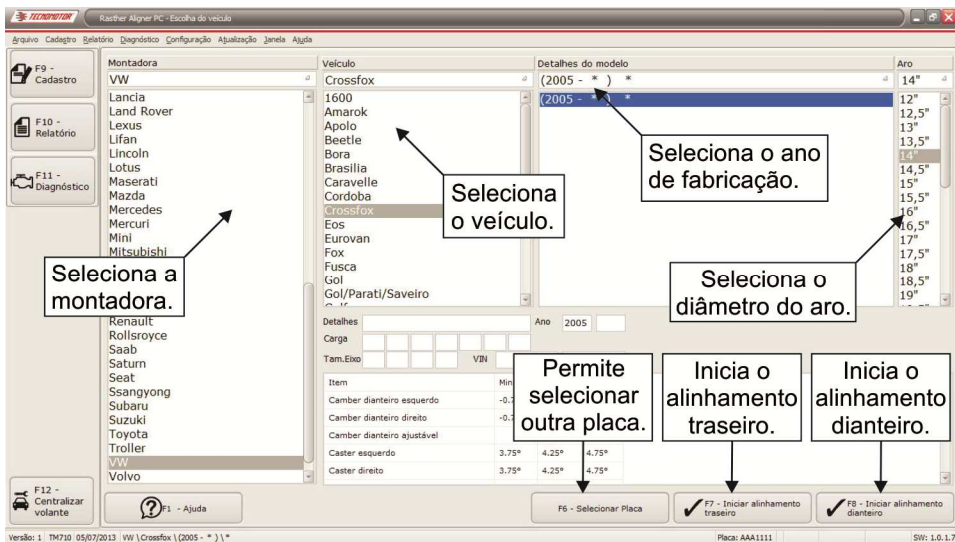 TECNOMOTOR
Rasther Aligner PC - Escolha do veículo
Arquivo Cadastro Relatório Diagnóstico Configuração Atualização Janela Ajuda
F9 -
Cadastro
F10 -
Relatório
F11 -
Diagnóstico
F12 -
Centralizar
volante
Montadora
VW
Lancia
Land Rover
Lexus
Lifan
Lincoln
Lotus
Maserati
Mazda
Mercedes
Mercuri
Mini
Mitsubishi
Seleciona a
montadora.
Renault
Rollsroyce
Saab
Saturn
Seat
Ssangyong
Subaru
Suzuki
Toyota
Troller
VW
Volvo
Veículo
Crossfox
1600
Amarok
Apolo
Beetle
Bora
Brasilia
Caravelle
Cordoba
Crossfox
Eos
Eurovan
Fox
Fusca
Gol
Gol/Parati/Saveiro
Seleciona
o veículo.
Detalhes do modelo
(2005 - * ) *
(2005 - * ) *
Seleciona o ano
de fabricação.
Aro
14"
12"
12,5"
13"
13,5"
14"
14,5"
15"
15,5"
16"
16,5"
17"
17,5"
18"
18,5"
19"
Seleciona o
diâmetro do aro.
Detalhes
Ano 2005
Carga
Tam.Eixo
VIN
Item
Camber dianteiro esquerdo
Camber dianteiro direito
Camber dianteiro ajustável
Caster esquerdo 3.75° 4.25° 4.75°
Caster direito 3.75° 4.25° 4.75°
Permite
selecionar
outra placa.
Inicia o
alinhamento
traseiro.
Inicia o
alinhamento
dianteiro.
F1 - Ajuda
F6 - Selecionar Placa
F7 - Iniciar alinhamento
traseiro
F8 - Iniciar alinhamento
dianteiro
Versão: 1 TM710 05/07/2013 VW \ Crossfox \ (2005 - * ) \ *
Placa: AAA1111
SW: 1.0.1.7